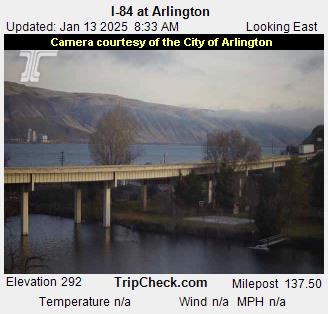 I-84 at Arlington
Updated: Jan 13 2025 8:33 AM Looking East
Camera courtesy of the City of Arlington
Elevation 292 TripCheck.com Milepost 137.50
Temperature n/a Wind n/a MPH n/a